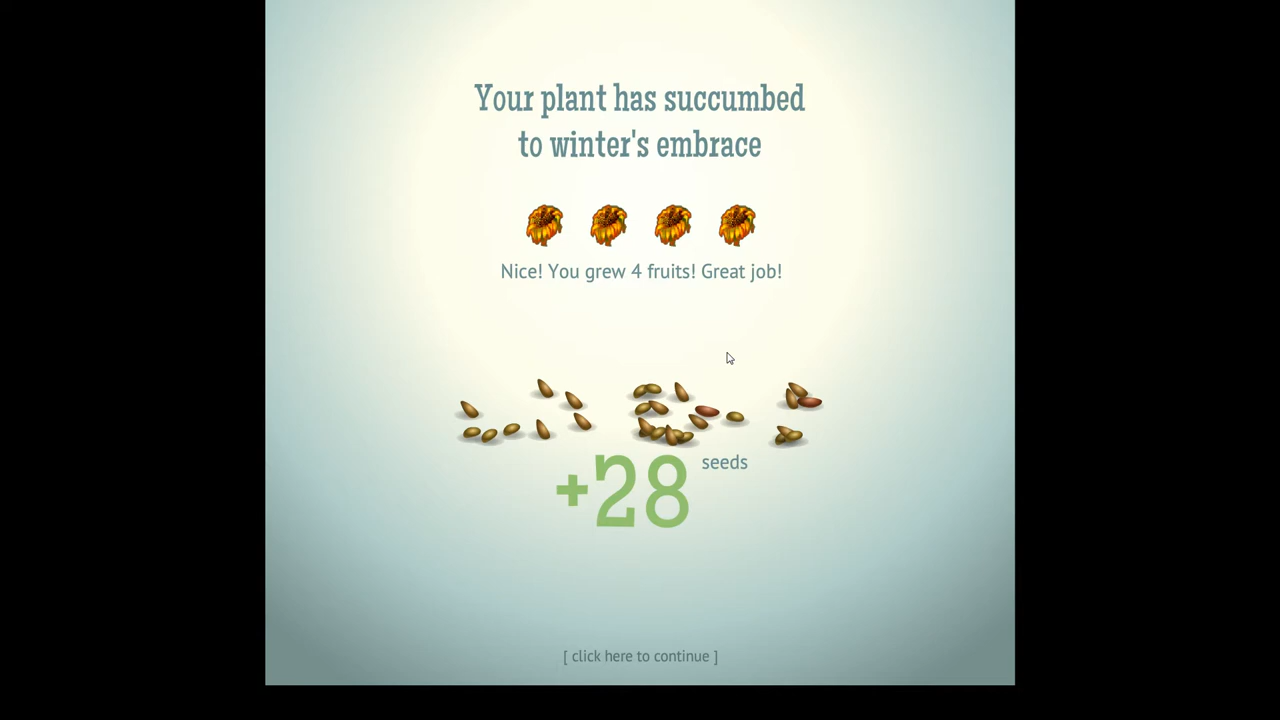 Your plant has succumbed
to winter's embrace
Nice! You grew 4 fruits! Great job!
+28 seeds
[ click here to continue ]